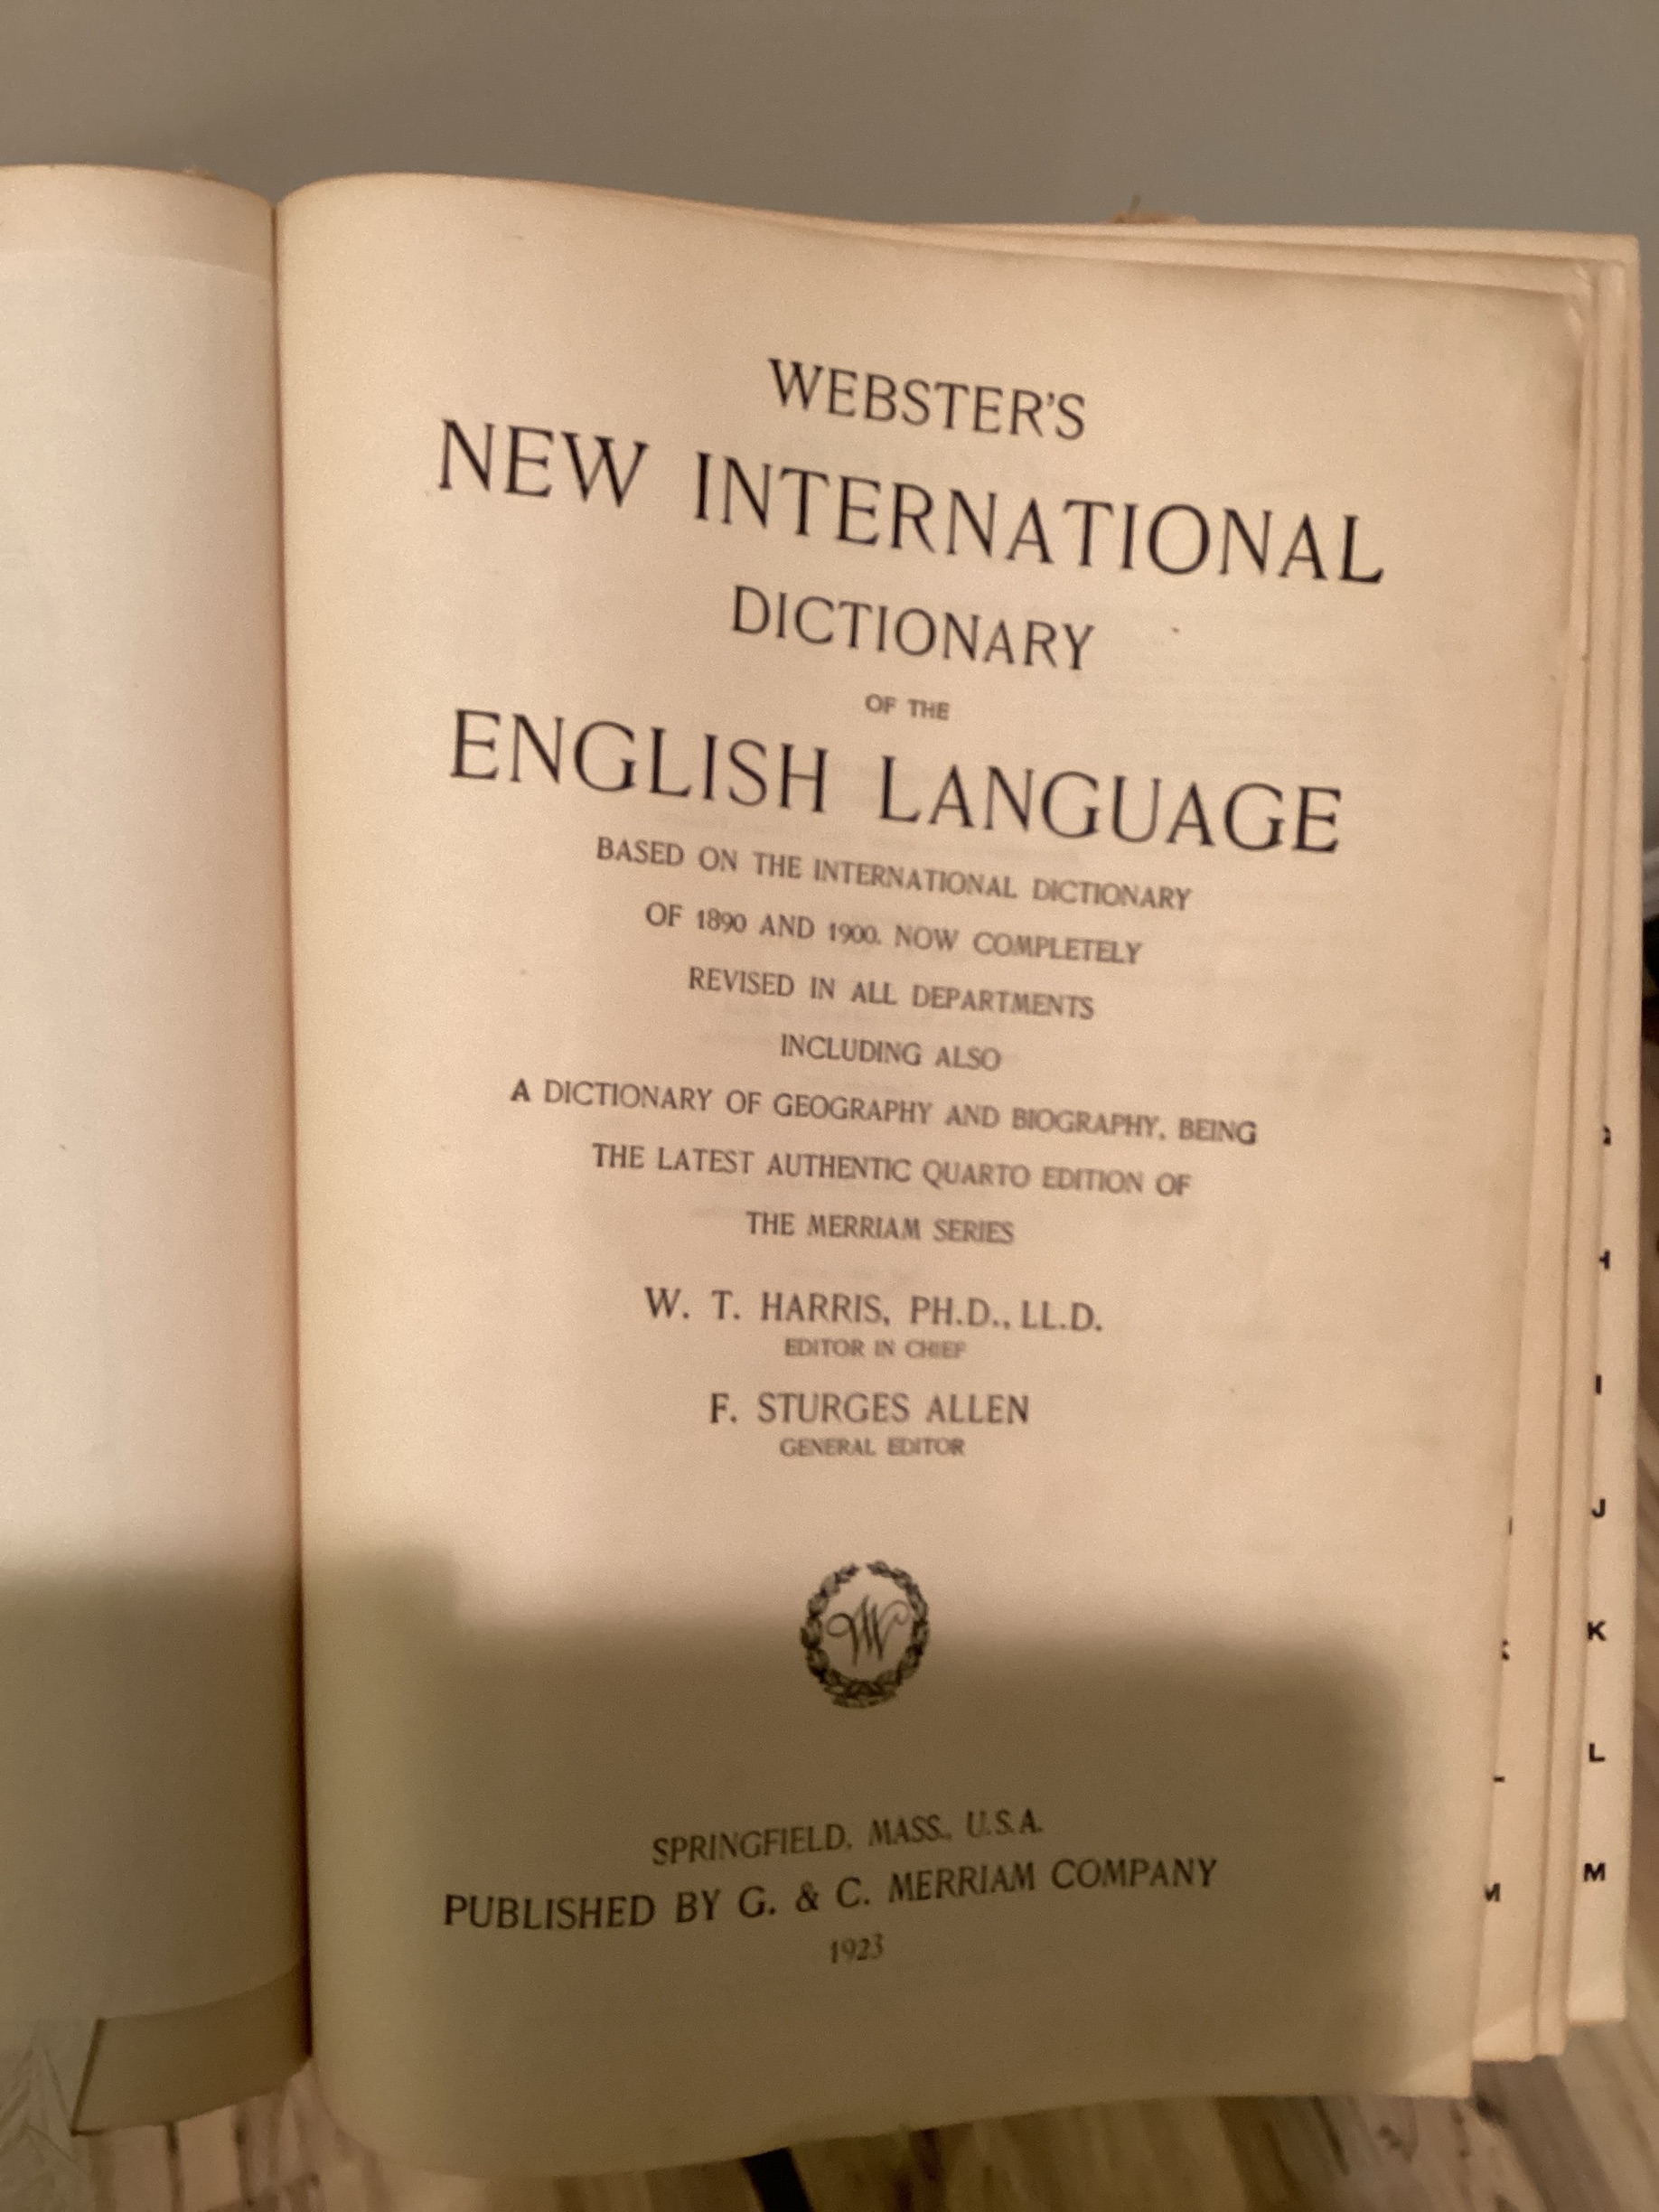 WEBSTER'S
NEW INTERNATIONAL
DICTIONARY
OF THE
ENGLISH LANGUAGE
BASED ON THE INTERNATIONAL DICTIONARY
OF 1890 AND 1900. NOW COMPLETELY
REVISED IN ALL DEPARTMENTS
INCLUDING ALSO
A DICTIONARY OF GEOGRAPHY AND BIOGRAPHY, BEING
THE LATEST AUTHENTIC QUARTO EDITION OF
THE MERRIAM SERIES
W. T. HARRIS, PH.D., LL.D.
EDITOR IN CHIEF
F. STURGES ALLEN
GENERAL EDITOR
W
SPRINGFIELD, MASS., U.S.A.
PUBLISHED BY G. & C. MERRIAM COMPANY
1923
H
I
J
K
L
M
M